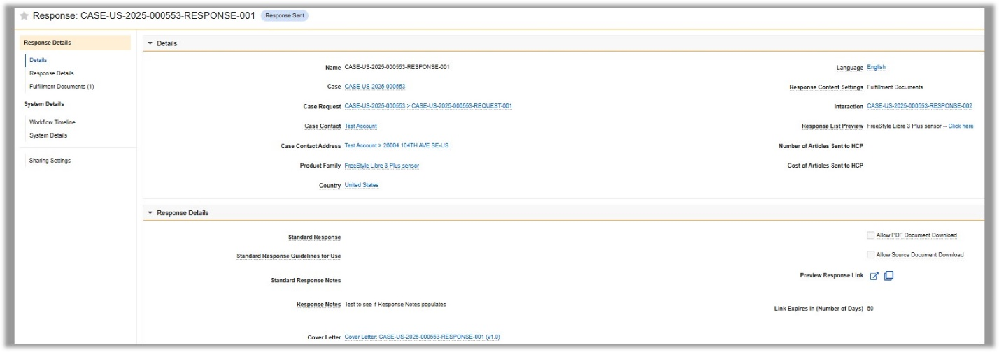 Response: CASE-US-2025-000553-RESPONSE-001 Response Sent
Response Details
Details
Response Details
Fulfillment Documents (1)
System Details
Workflow Timeline
System Details
Sharing Settings
Details
Name CASE-US-2025-000553-RESPONSE-001
Case CASE-US-2025-000553
Case Request CASE-US-2025-000553 > CASE-US-2025-000553-REQUEST-001
Case Contact Test Account
Case Contact Address Test Account > 26004 104TH AVE SE-US
Product Family FreeStyle Libre 3 Plus sensor
Country United States
Language English
Response Content Settings Fulfillment Documents
Interaction CASE-US-2025-000553-RESPONSE-002
Response List Preview FreeStyle Libre 3 Plus sensor -- Click here
Number of Articles Sent to HCP
Cost of Articles Sent to HCP
Response Details
Standard Response
Standard Response Guidelines for Use
Standard Response Notes
Response Notes Test to see if Response Notes populates
Cover Letter Cover Letter: CASE-US-2025-000553-RESPONSE-001 (v1.0)
Allow PDF Document Download
Allow Source Document Download
Preview Response Link
Link Expires In (Number of Days) 60